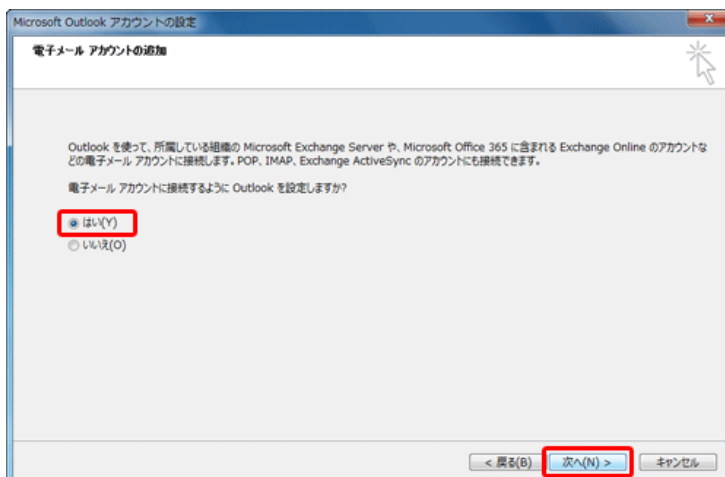 Microsoft Outlook アカウントの設定
電子メール アカウントの追加
Outlook を使って、所属している組織の Microsoft Exchange Server や、Microsoft Office 365 に含まれる Exchange Online のアカウントな
どの電子メール アカウントに接続します。POP、IMAP、Exchange ActiveSync のアカウントにも接続できます。
電子メール アカウントに接続するように Outlook を設定しますか?
はい(Y)
いいえ(O)
< 戻る(B) 次へ(N) > キャンセル